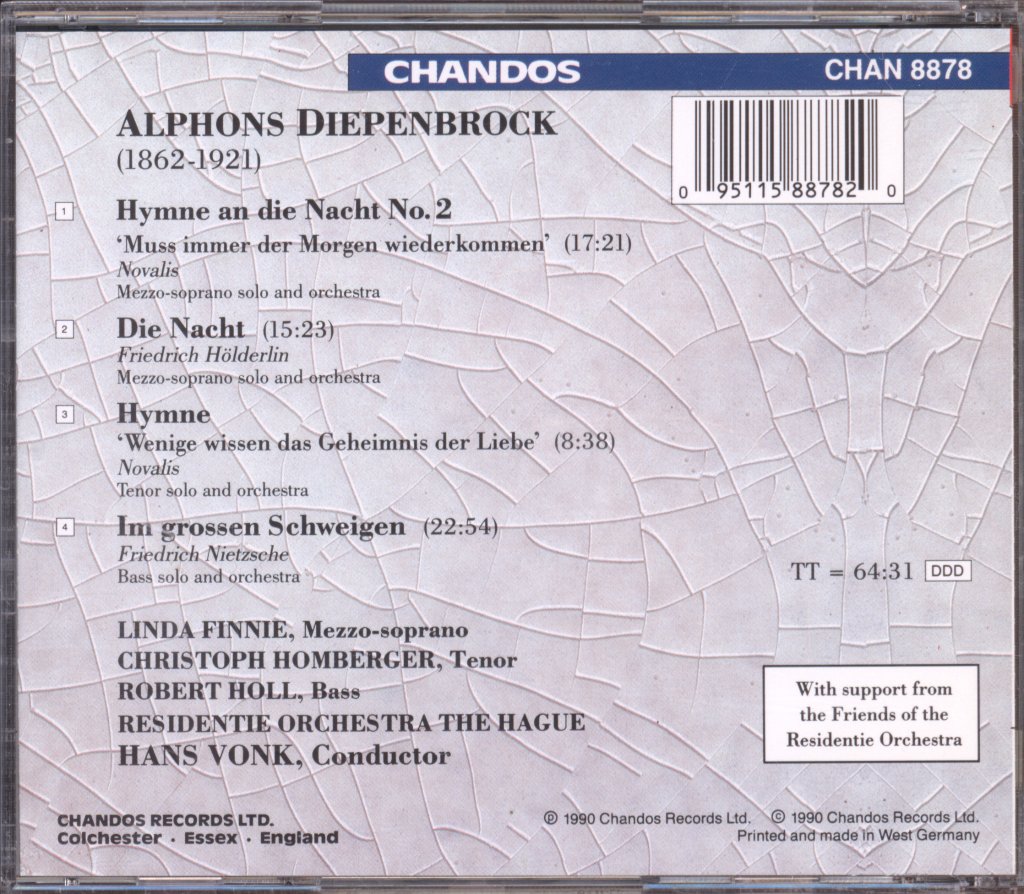 CHANDOS CHAN 8878
ALPHONS DIEPENBROCK
(1862-1921)
0 95115 88782 0
1 Hymne an die Nacht No. 2
‘Muss immer der Morgen wiederkommen’ (17:21)
Novalis
Mezzo-soprano solo and orchestra
2 Die Nacht (15:23)
Friedrich Hölderlin
Mezzo-soprano solo and orchestra
3 Hymne
‘Wenige wissen das Geheimnis der Liebe’ (8:38)
Novalis
Tenor solo and orchestra
4 Im grossen Schweigen (22:54)
Friedrich Nietzsche
Bass solo and orchestra
TT = 64:31 DDD
LINDA FINNIE, Mezzo-soprano
CHRISTOPH HOMBERGER, Tenor
ROBERT HOLL, Bass
RESIDENTIE ORCHESTRA THE HAGUE
HANS VONK, Conductor
With support from
the Friends of the
Residentie Orchestra
CHANDOS RECORDS LTD.
Colchester · Essex · England
℗ 1990 Chandos Records Ltd. © 1990 Chandos Records Ltd.
Printed and made in West Germany